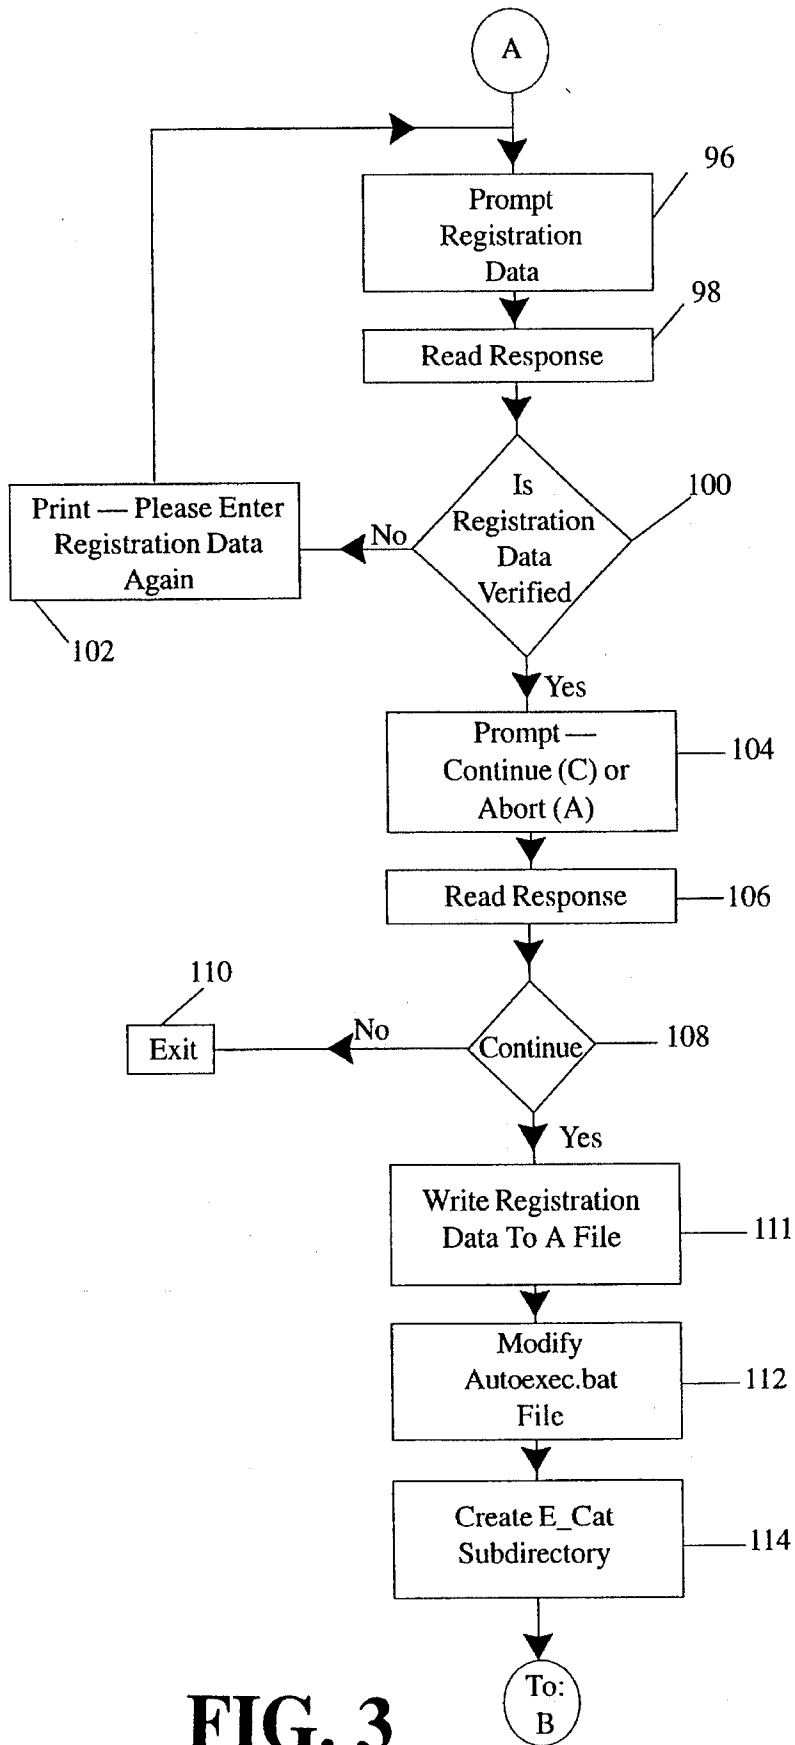 A
96
Prompt
Registration
Data
98
Read Response
100
Is
Registration
Data
Verified
No
Print — Please Enter
Registration Data
Again
102
Yes
Prompt —
Continue (C) or
Abort (A)
104
Read Response
106
110
Exit
No
Continue
108
Yes
Write Registration
Data To A File
111
Modify
Autoexec.bat
File
112
Create E_Cat
Subdirectory
114
To:
B
FIG. 3